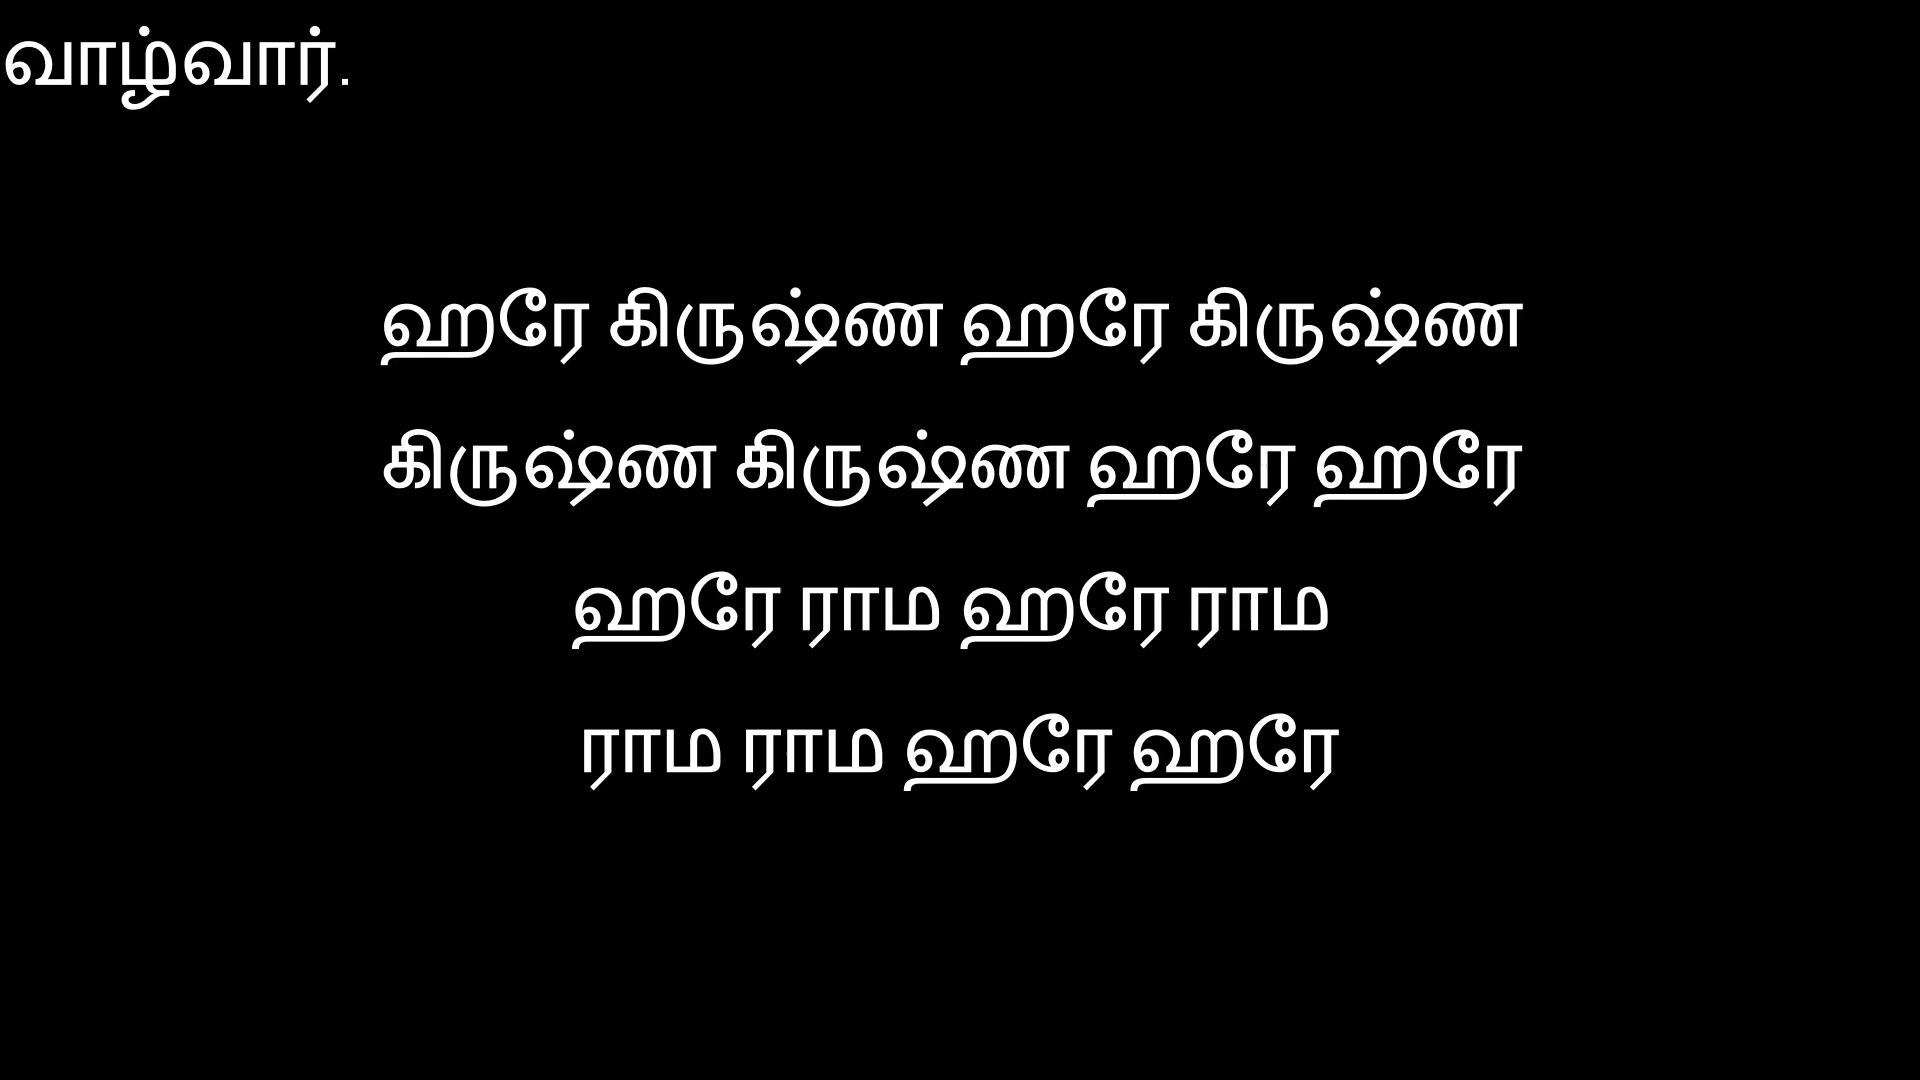 வாழ்வார்.
ஹரே கிருஷ்ண ஹரே கிருஷ்ண
கிருஷ்ண கிருஷ்ண ஹரே ஹரே
ஹரே ராம ஹரே ராம
ராம ராம ஹரே ஹரே